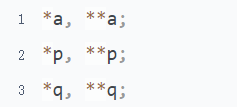 1 *a, **a;
2 *p, **p;
3 *q, **q;